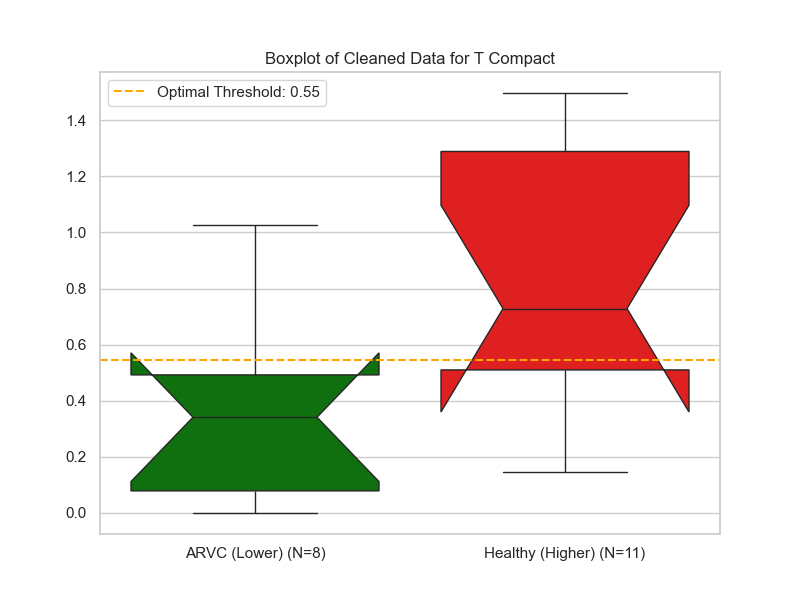 Boxplot of Cleaned Data for T Compact
Optimal Threshold: 0.55
1.4
1.2
1.0
0.8
0.6
0.4
0.2
0.0
ARVC (Lower) (N=8)
Healthy (Higher) (N=11)